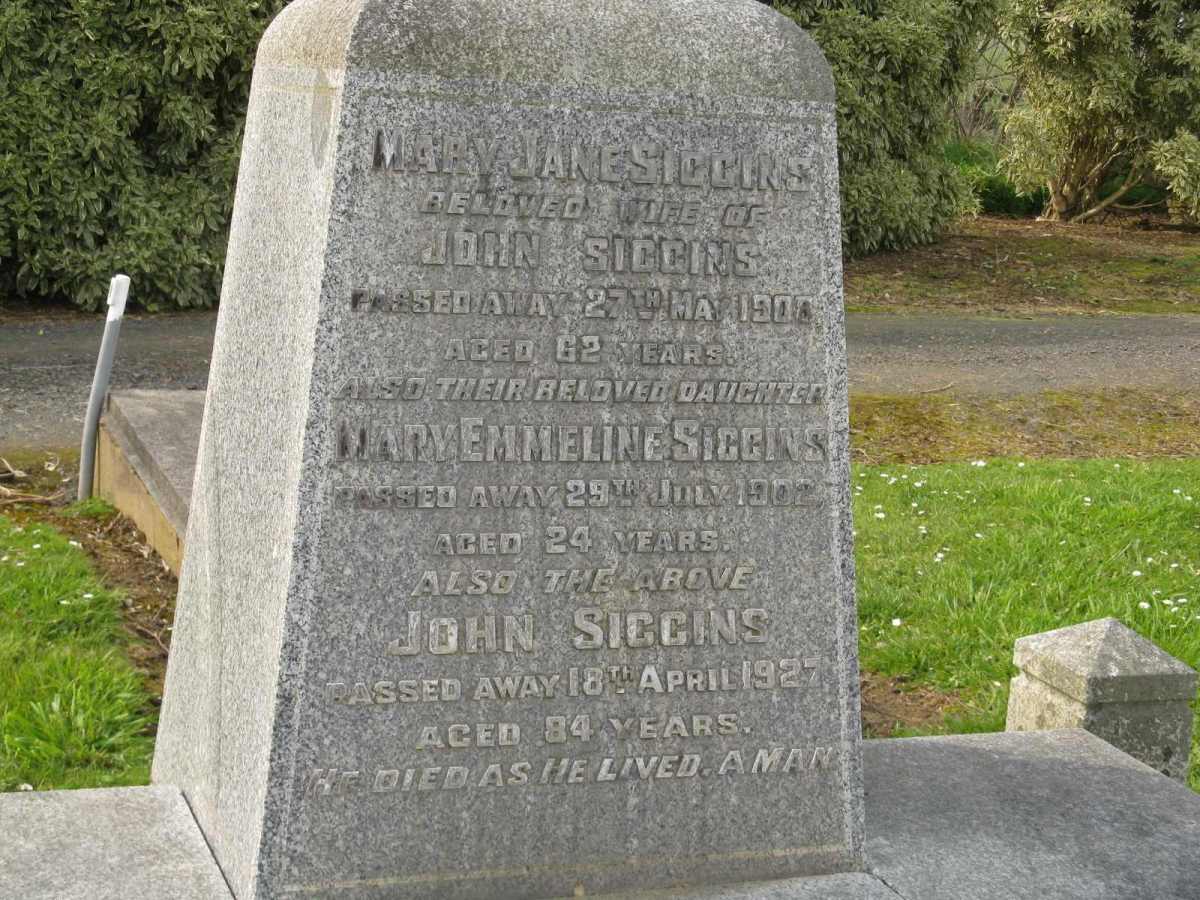 MARY JANE SIGGINS
BELOVED WIFE OF
JOHN SIGGINS
PASSED AWAY 27TH MAY
AGED 62 YEARS.
ALSO THEIR BELOVED DAUGHTER
MARY EMMELINE SIGGINS
PASSED AWAY 29TH JULY 1902
AGED 24 YEARS.
ALSO THE ABOVE
JOHN SIGGINS
PASSED AWAY 18TH APRIL 1927
AGED 84 YEARS.
HE DIED AS HE LIVED, A MAN